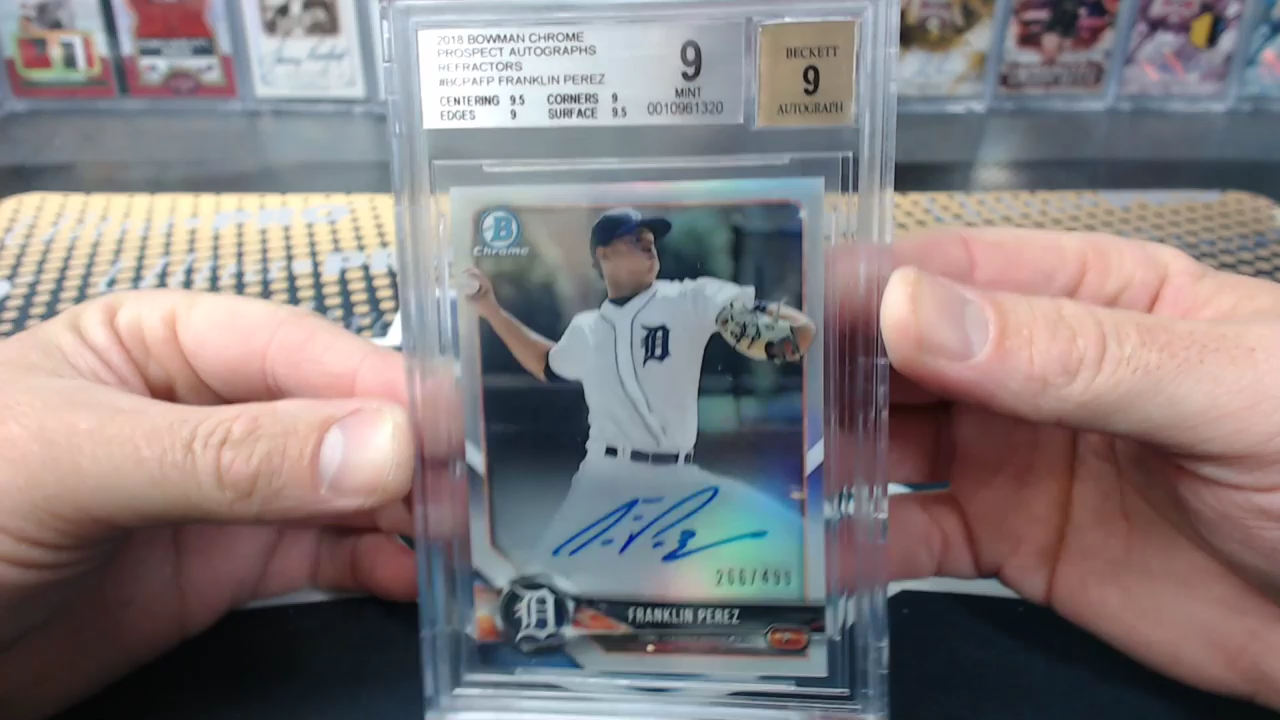 2018 BOWMAN CHROME
PROSPECT AUTOGRAPHS
REFRACTORS
#BCPAFP FRANKLIN PEREZ
CENTERING 9.5 CORNERS 9
EDGES 9 SURFACE 9.5
9
MINT
0010961320
BECKETT
9
AUTOGRAPH
B
Chrome
D
266/499
D
FRANKLIN PEREZ